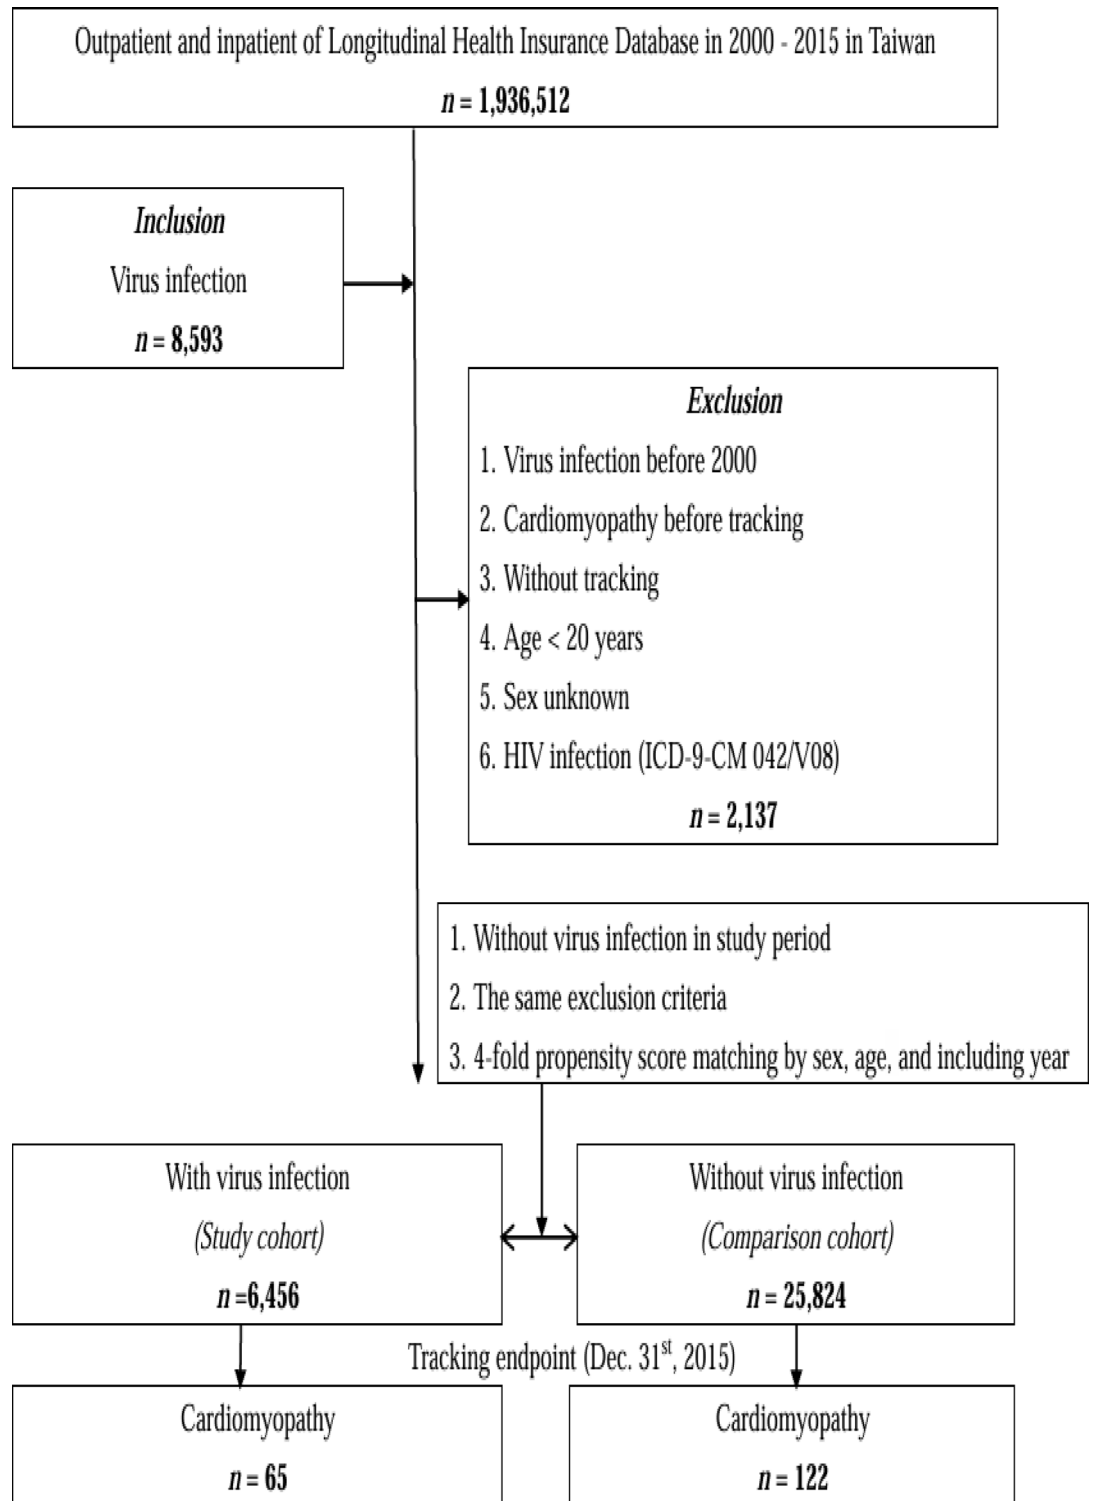 Outpatient and inpatient of Longitudinal Health Insurance Database in 2000 - 2015 in Taiwan
n = 1,936,512
Inclusion
Virus infection
n = 8,593
Exclusion
1. Virus infection before 2000
2. Cardiomyopathy before tracking
3. Without tracking
4. Age < 20 years
5. Sex unknown
6. HIV infection (ICD-9-CM 042/V08)
n = 2,137
1. Without virus infection in study period
2. The same exclusion criteria
3. 4-fold propensity score matching by sex, age, and including year
With virus infection
(Study cohort)
n =6,456
Without virus infection
(Comparison cohort)
n = 25,824
Tracking endpoint (Dec. 31st, 2015)
Cardiomyopathy
n = 65
Cardiomyopathy
n = 122